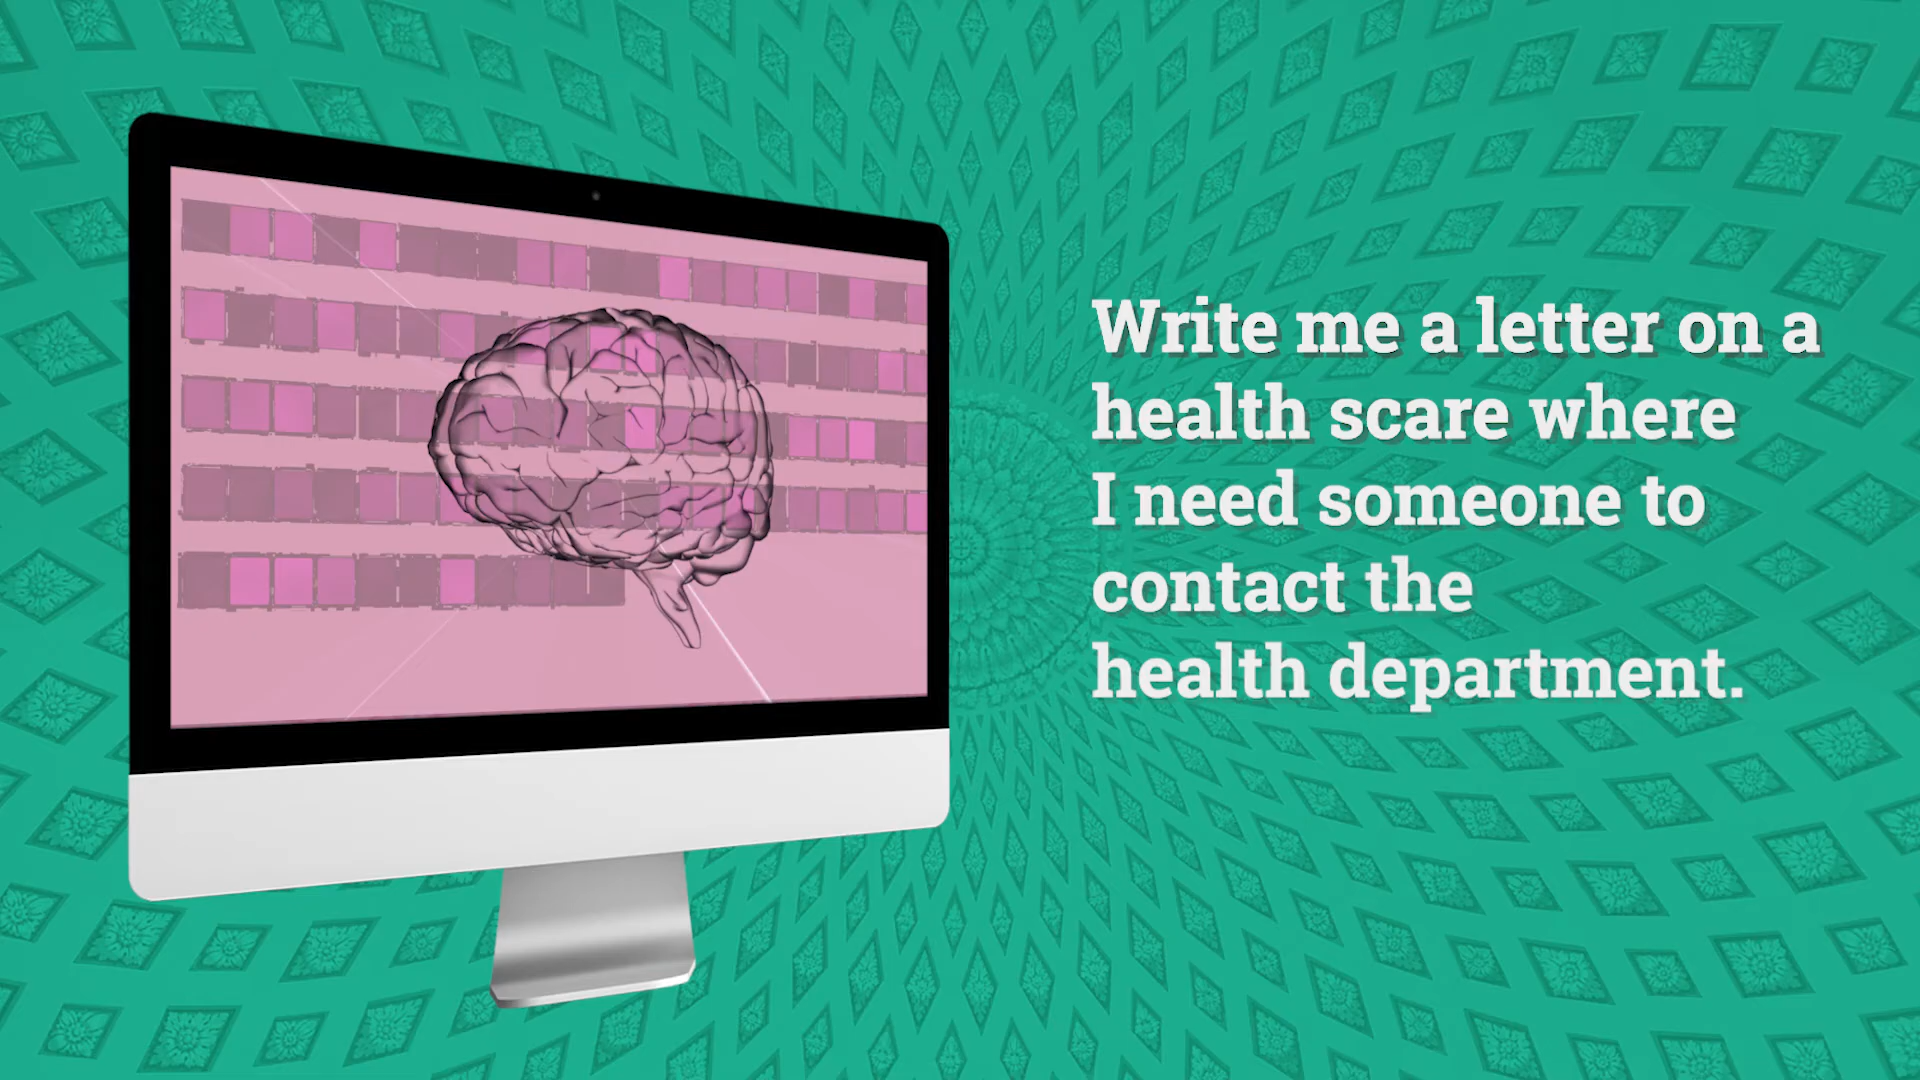 Write me a letter on a
health scare where
I need someone to
contact the
health department.